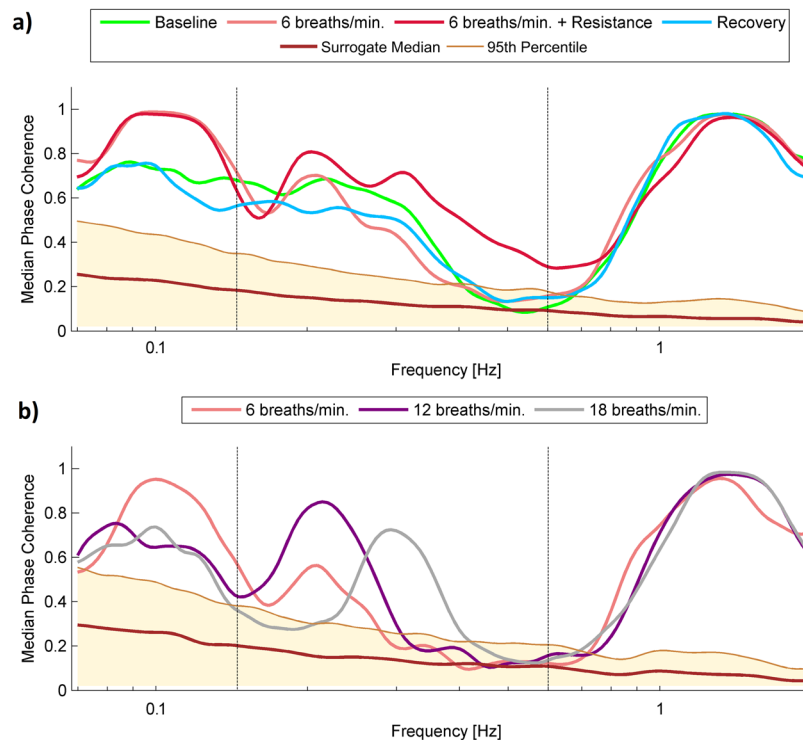 a)
Baseline 6 breaths/min. 6 breaths/min. + Resistance Recovery
Surrogate Median 95th Percentile
1
0.8
0.6
0.4
0.2
0
Median Phase Coherence
0.1 1
Frequency [Hz]
b)
6 breaths/min. 12 breaths/min. 18 breaths/min.
1
0.8
0.6
0.4
0.2
0
Median Phase Coherence
0.1 1
Frequency [Hz]